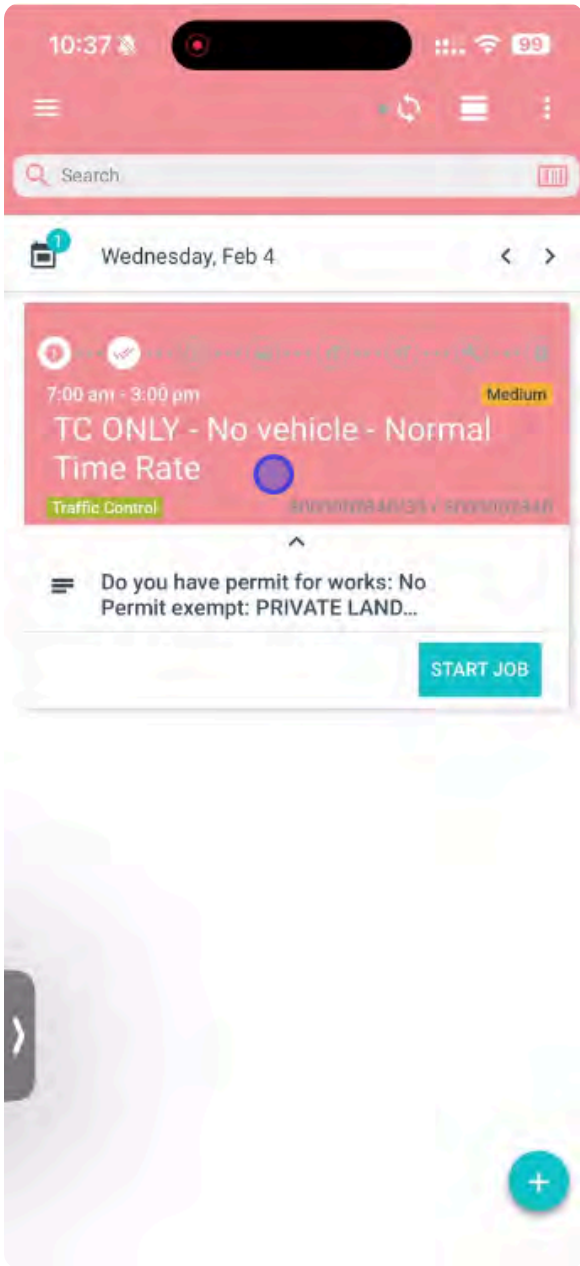 10:37
99
Search
1
Wednesday, Feb 4
7:00 am - 3:00 pm
Medium
TC ONLY - No vehicle - Normal
Time Rate
Traffic Control
Do you have permit for works: No
Permit exempt: PRIVATE LAND...
START JOB